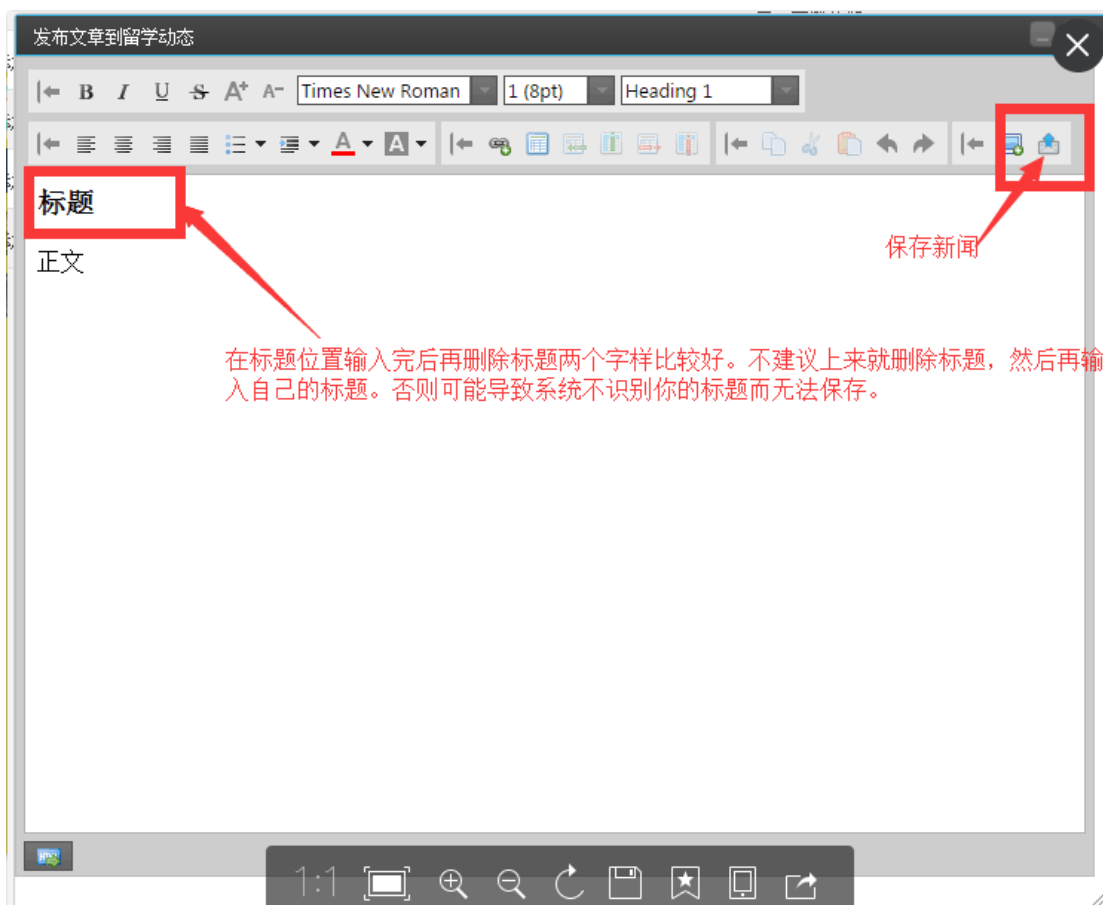 发布文章到留学动态
B I U S A+ A- Times New Roman 1 (8pt) Heading 1
A A
标题
保存新闻
正文
在标题位置输入完后再删除标题两个字样比较好。不建议上来就删除标题，然后再输
入自己的标题。否则可能导致系统不识别你的标题而无法保存。
1:1